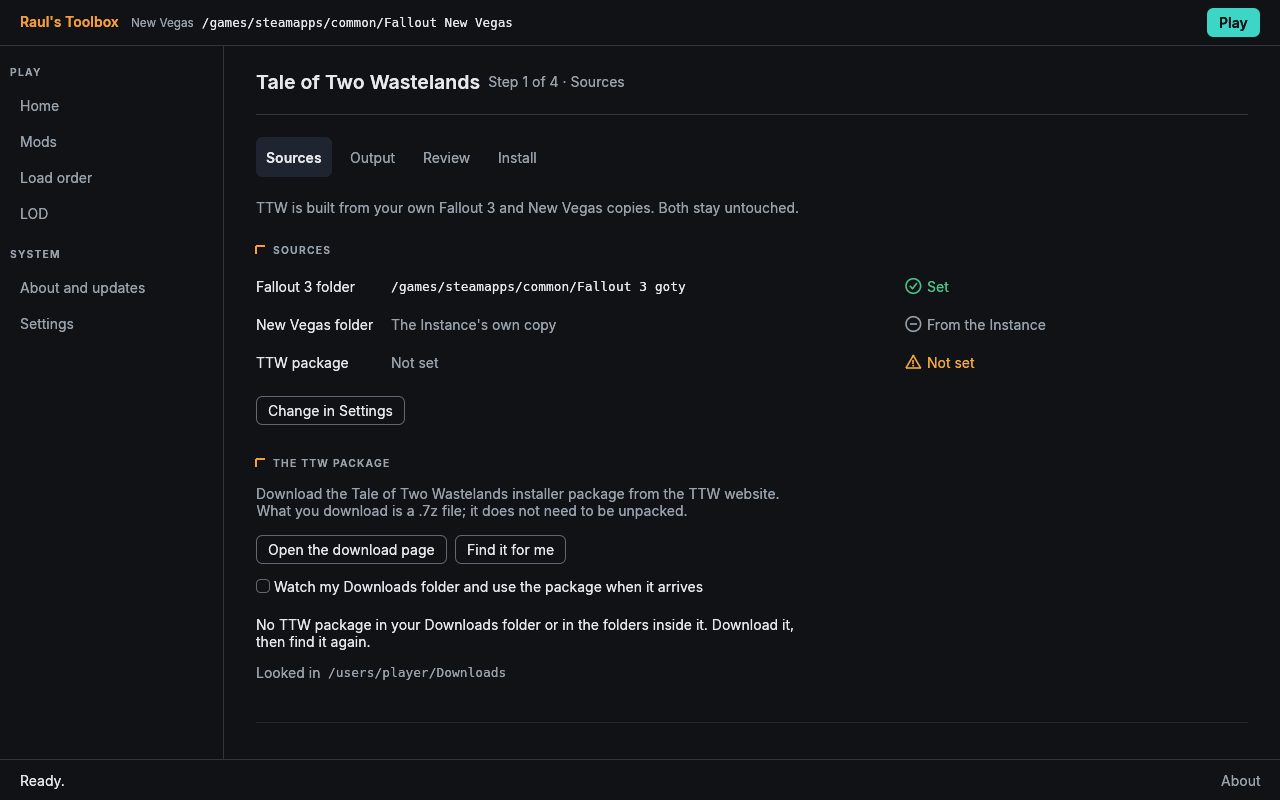 Raul's Toolbox New Vegas /games/steamapps/common/Fallout New Vegas Play
PLAY
Home
Mods
Load order
LOD
SYSTEM
About and updates
Settings
Tale of Two Wastelands Step 1 of 4 · Sources
Sources Output Review Install
TTW is built from your own Fallout 3 and New Vegas copies. Both stay untouched.
SOURCES
Fallout 3 folder /games/steamapps/common/Fallout 3 goty Set
New Vegas folder The Instance's own copy From the Instance
TTW package Not set Not set
Change in Settings
THE TTW PACKAGE
Download the Tale of Two Wastelands installer package from the TTW website.
What you download is a .7z file; it does not need to be unpacked.
Open the download page Find it for me
Watch my Downloads folder and use the package when it arrives
No TTW package in your Downloads folder or in the folders inside it. Download it,
then find it again.
Looked in /users/player/Downloads
Ready. About